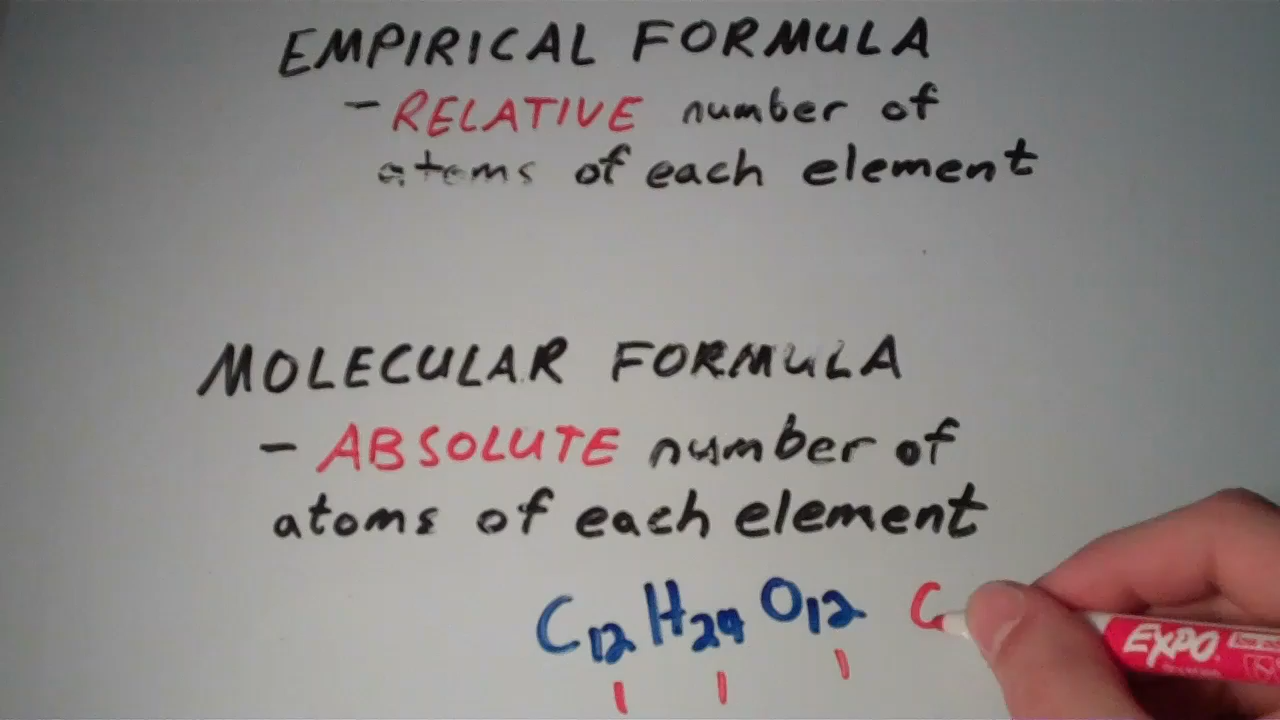 EMPIRICAL FORMULA
- RELATIVE number of
atoms of each element
MOLECULAR FORMULA
- ABSOLUTE number of
atoms of each element
C12 H24 O12 C
EXPO